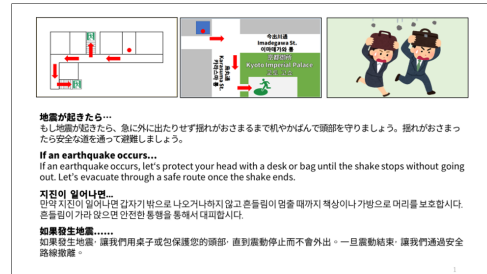 今出川通
Imadegawa St.
이마데가와 통
烏丸通
Karasuma St.
카라스마 통
京都御所
Kyoto Imperial Palace
地震が起きたら…
もし地震が起きたら、急に外に出たりせず揺れがおさまるまで机やかばんで頭部を守りましょう。揺れがおさまっ
たら安全な道を通って避難しましょう。
If an earthquake occurs...
If an earthquake occurs, let's protect your head with a desk or bag until the shake stops without going
out. Let's evacuate through a safe route once the shake ends.
지진이 일어나면...
만약 지진이 일어나면 갑자기 밖으로 나오거나하지 않고 흔들림이 멈출 때까지 책상이나 가방으로 머리를 보호합시다.
흔들림이 가라 앉으면 안전한 통행을 통해서 대피합시다.
如果發生地震……
如果發生地震，讓我們用桌子或包保護您的頭部，直到震動停止而不會外出。一旦震動結束，讓我們通過安全
路線撤離。
1